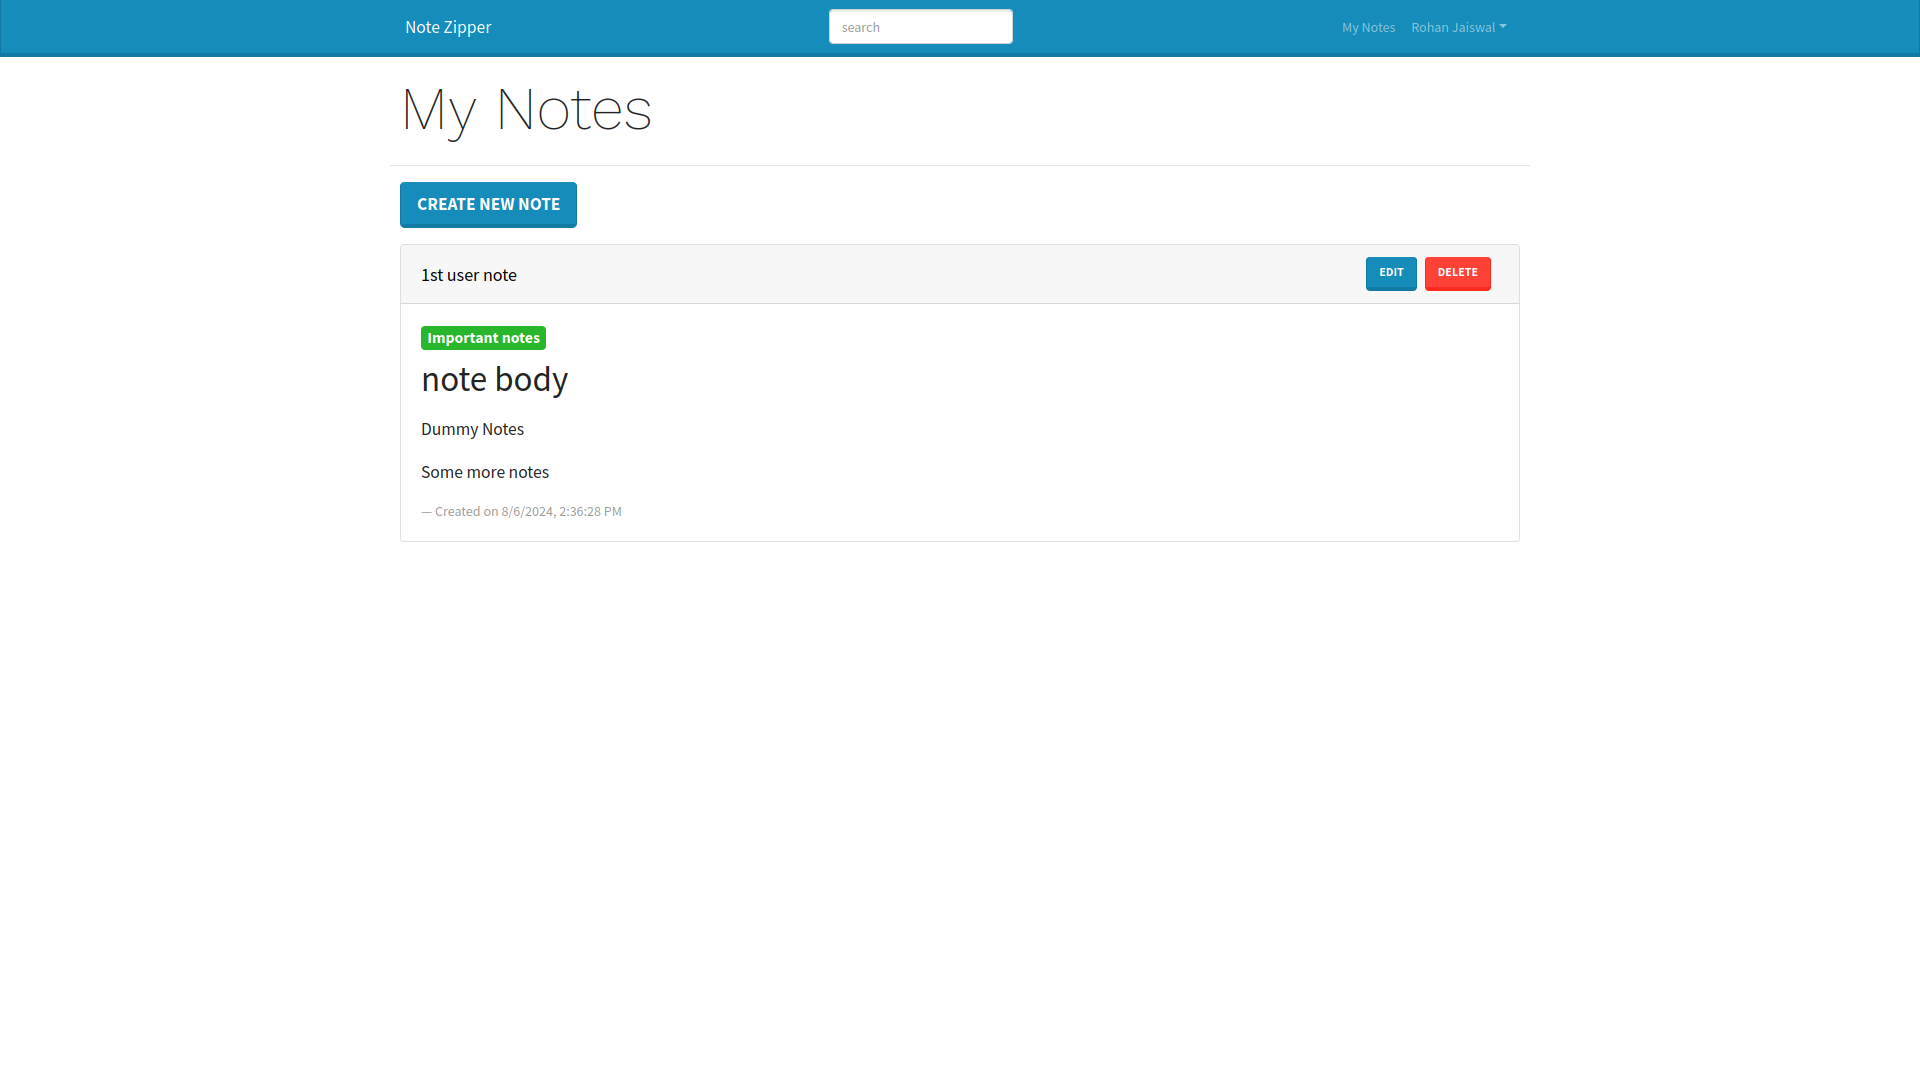 Note Zipper
search
My Notes
Rohan Jaiswal
My Notes
CREATE NEW NOTE
1st user note
EDIT
DELETE
Important notes
note body
Dummy Notes
Some more notes
— Created on 8/6/2024, 2:36:28 PM